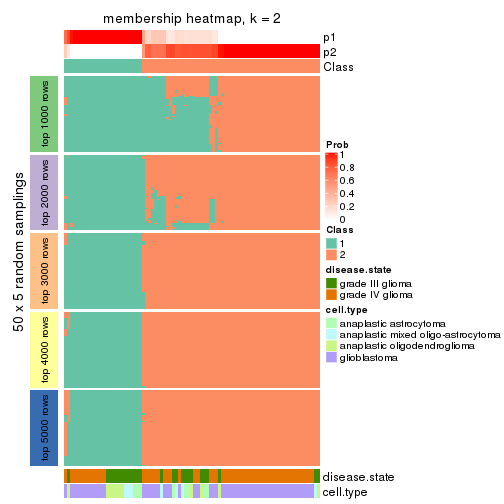 membership heatmap, k = 2
p1
p2
Class
50 x 5 random samplings
top 1000 rows
top 2000 rows
top 3000 rows
top 4000 rows
top 5000 rows
Prob
1
0.8
0.6
0.4
0.2
0
Class
1
2
disease.state
grade III glioma
grade IV glioma
cell.type
anaplastic astrocytoma
anaplastic mixed oligo-astrocytoma
anaplastic oligodendroglioma
glioblastoma
disease.state
cell.type